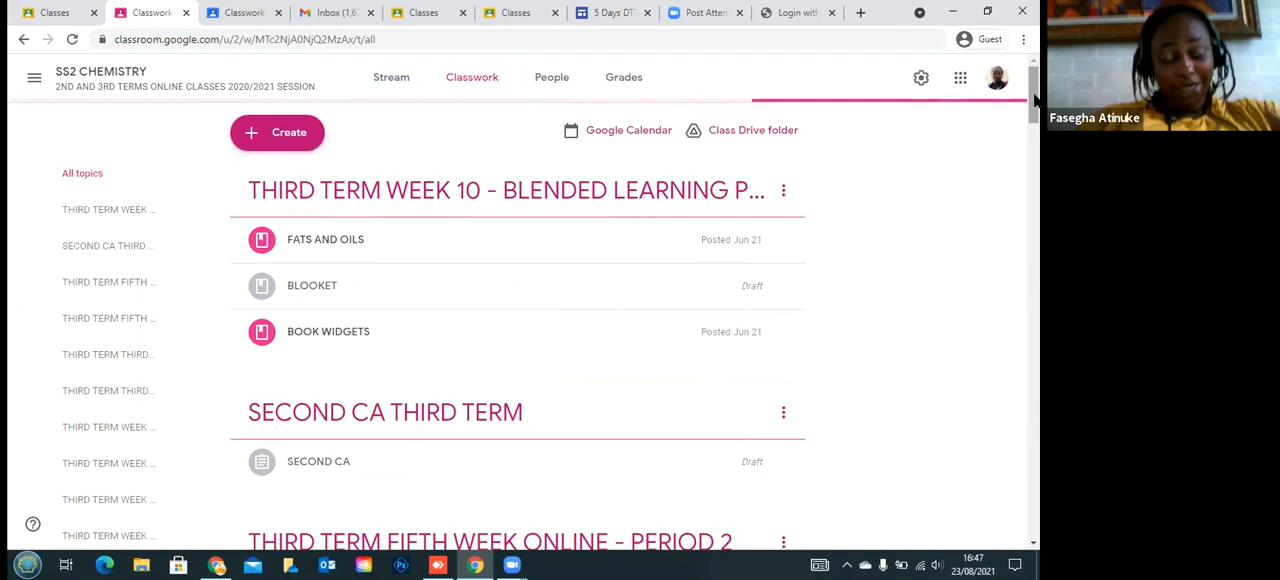 Classes
Classwork
Classwork
Inbox (1,6
Classes
Classes
5 Days DT
Post Atten
Login with
classroom.google.com/u/2/w/MTc2NjA0NjQ2MzAx/t/all
Guest
SS2 CHEMISTRY
2ND AND 3RD TERMS ONLINE CLASSES 2020/2021 SESSION
Stream
Classwork
People
Grades
Create
Google Calendar
Class Drive folder
All topics
THIRD TERM WEEK ...
SECOND CA THIRD ...
THIRD TERM FIFTH ...
THIRD TERM FIFTH ...
THIRD TERM THIRD...
THIRD TERM THIRD...
THIRD TERM WEEK ...
THIRD TERM WEEK ...
THIRD TERM WEEK ...
THIRD TERM WEEK ...
THIRD TERM WEEK 10 - BLENDED LEARNING P...
FATS AND OILS
Posted Jun 21
BLOOKET
Draft
BOOK WIDGETS
Posted Jun 21
SECOND CA THIRD TERM
SECOND CA
Draft
THIRD TERM FIFTH WEEK ONLINE - PERIOD 2
Fasegha Atinuke
16:47
23/08/2021